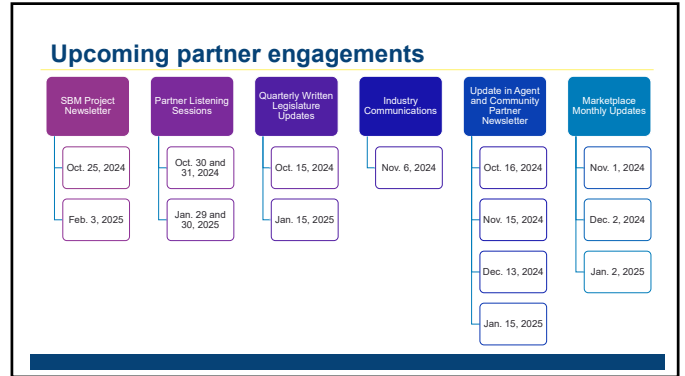 Upcoming partner engagements
SBM Project
Newsletter
Oct. 25, 2024
Feb. 3, 2025
Partner Listening
Sessions
Oct. 30 and
31, 2024
Jan. 29 and
30, 2025
Quarterly Written
Legislature
Updates
Oct. 15, 2024
Jan. 15, 2025
Industry
Communications
Nov. 6, 2024
Update in Agent
and Community
Partner
Newsletter
Oct. 16, 2024
Nov. 15, 2024
Dec. 13, 2024
Jan. 15, 2025
Marketplace
Monthly Updates
Nov. 1, 2024
Dec. 2, 2024
Jan. 2, 2025